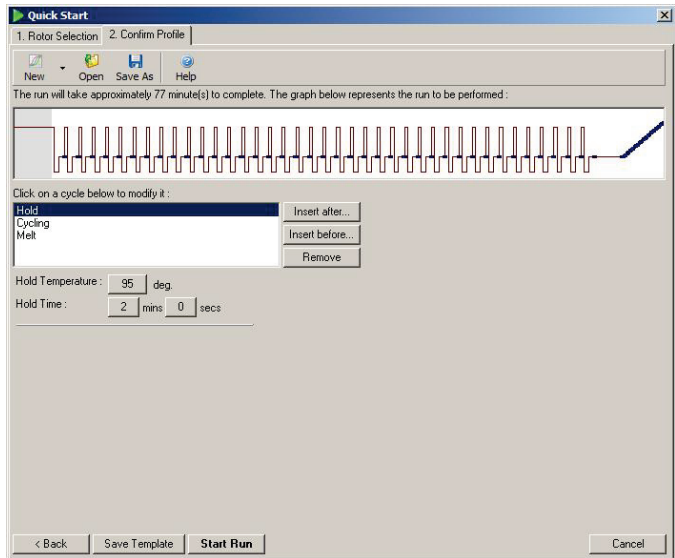 Quick Start
1. Rotor Selection 2. Confirm Profile
New Open Save As Help
The run will take approximately 77 minute(s) to complete. The graph below represents the run to be performed :
Click on a cycle below to modify it :
Hold
Cycling
Melt
Insert after...
Insert before...
Remove
Hold Temperature : 95 deg.
Hold Time : 2 mins 0 secs
< Back Save Template Start Run Cancel